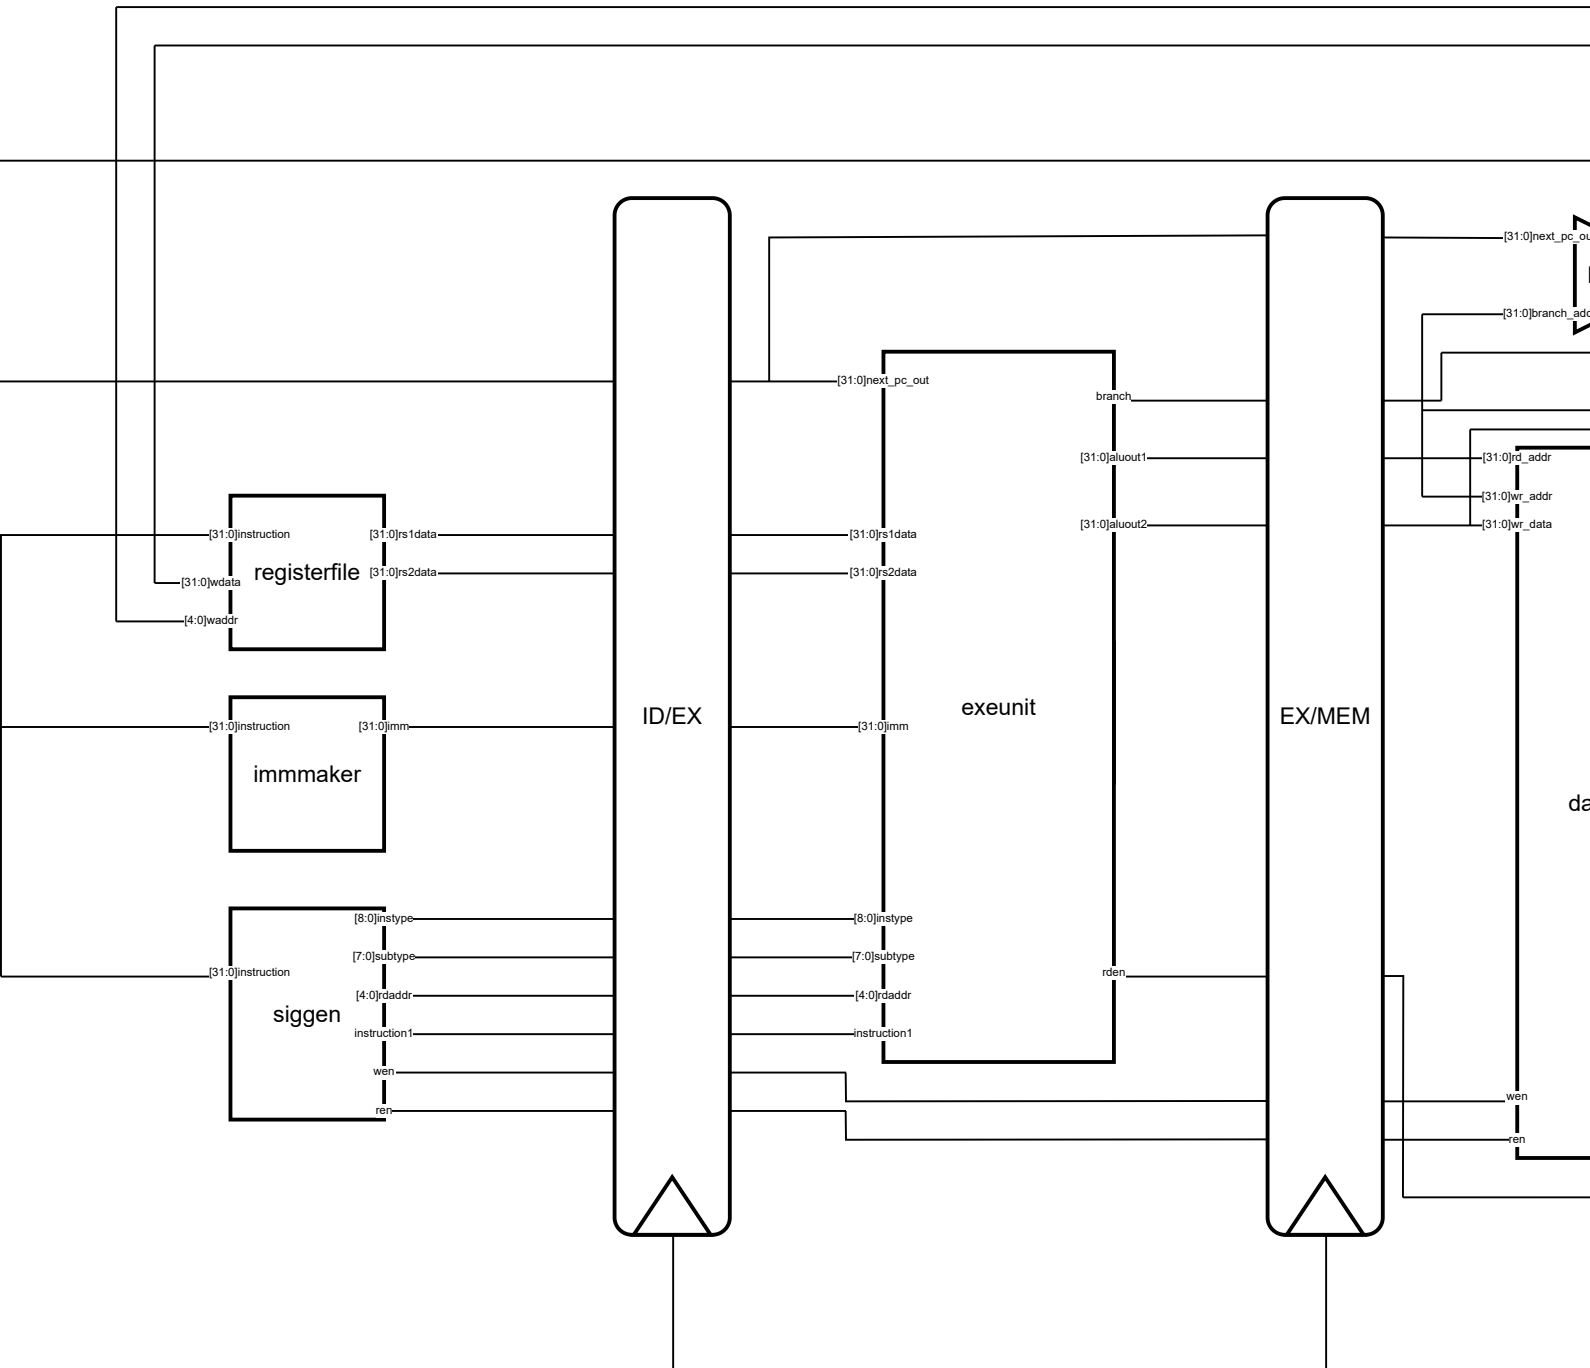 [31:0]next_pc_ou
[31:0]branch_adc
[31:0]next_pc_out
branch
[31:0]aluout1
[31:0]rd_addr
[31:0]wr_addr
[31:0]aluout2
[31:0]wr_data
[31:0]instruction
[31:0]rs1data
[31:0]rs1data
registerfile
[31:0]rs2data
[31:0]rs2data
[31:0]wdata
[4:0]waddr
ID/EX
exeunit
EX/MEM
[31:0]instruction
[31:0]imm
[31:0]imm
immmaker
da
[8:0]instype
[8:0]instype
[7:0]subtype
[7:0]subtype
[31:0]instruction
rden
[4:0]rdaddr
[4:0]rdaddr
siggen
instruction1
instruction1
wen
wen
ren
ren